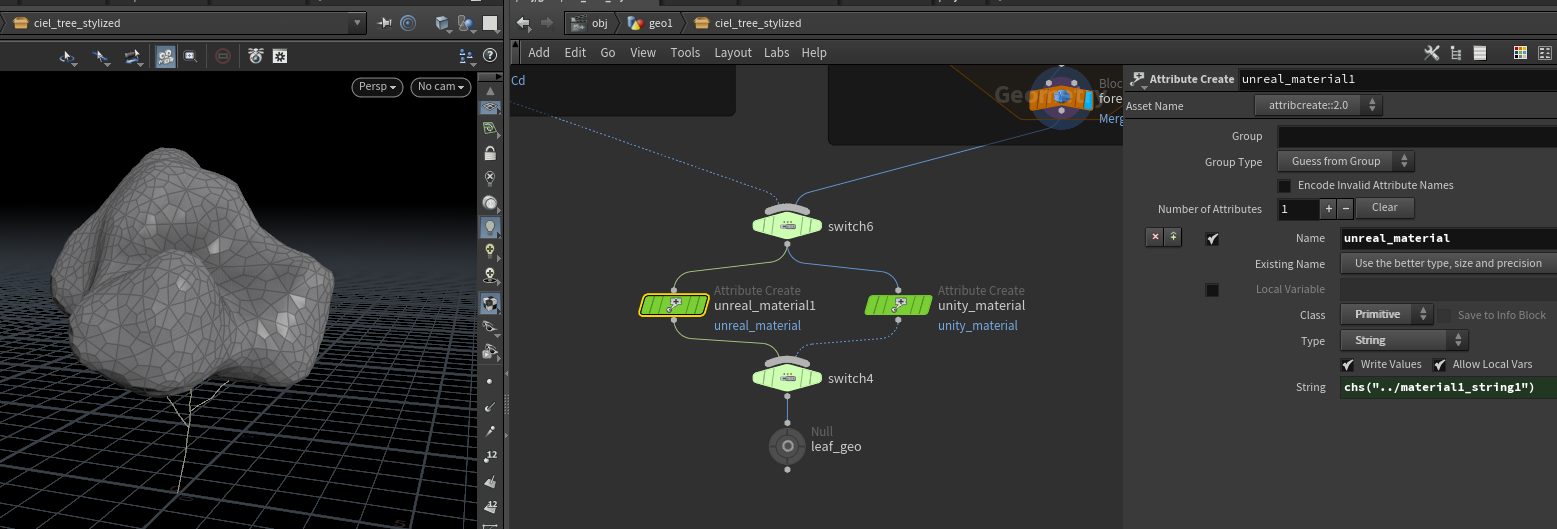 ciel_tree_stylized
Persp
No cam
12
12
obj
geo1
ciel_tree_stylized
Add
Edit
Go
View
Tools
Layout
Labs
Help
Cd
Geometry
Bloc
fore
Merg
switch6
Attribute Create
unreal_material1
unreal_material
Attribute Create
unity_material
unity_material
switch4
Null
leaf_geo
Attribute Create
unreal_material1
Asset Name
attribcreate::2.0
Group
Group Type
Guess from Group
Encode Invalid Attribute Names
Number of Attributes
1
Clear
Name
unreal_material
Existing Name
Use the better type, size and precision
Local Variable
Class
Primitive
Save to Info Block
Type
String
Write Values
Allow Local Vars
String
chs("../material1_string1")